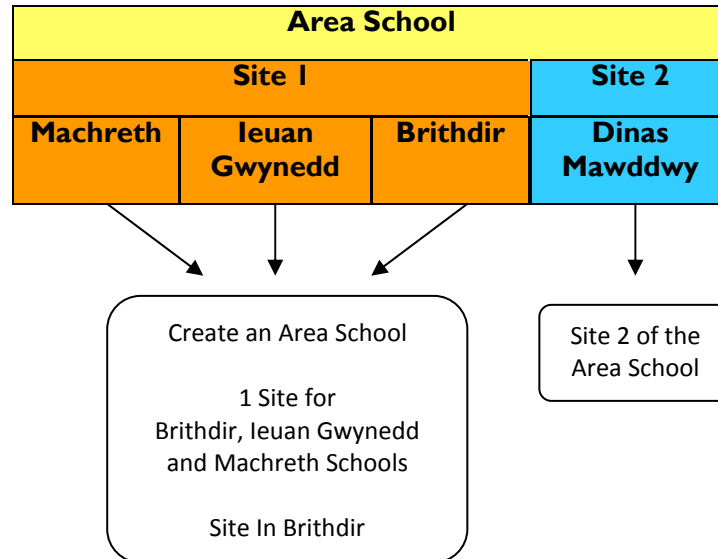 Area School
Site 1
Site 2
Machreth
Ieuan
Gwynedd
Brithdir
Dinas
Mawddwy
Create an Area School
1 Site for
Brithdir, Ieuan Gwynedd
and Machreth Schools
Site In Brithdir
Site 2 of the
Area School